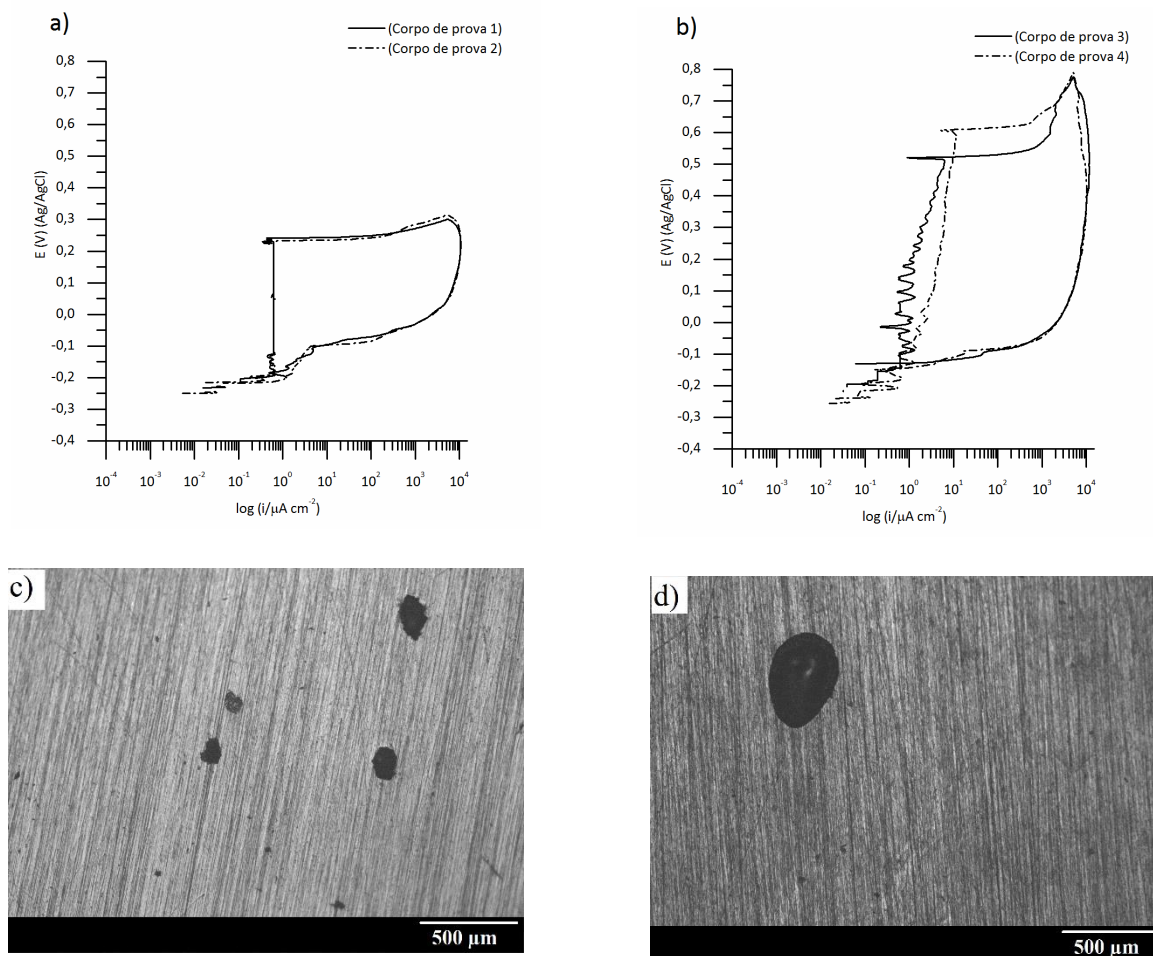 a)
(Corpo de prova 1)
(Corpo de prova 2)
0,8
0,7
0,6
0,5
0,4
0,3
0,2
0,1
0,0
-0,1
-0,2
-0,3
-0,4
E (V) (Ag/AgCl)
10⁻⁴ 10⁻³ 10⁻² 10⁻¹ 10⁰ 10¹ 10² 10³ 10⁴
log (i/μA cm⁻²)
b)
(Corpo de prova 3)
(Corpo de prova 4)
0,8
0,7
0,6
0,5
0,4
0,3
0,2
0,1
0,0
-0,1
-0,2
-0,3
-0,4
E (V) (Ag/AgCl)
10⁻⁴ 10⁻³ 10⁻² 10⁻¹ 10⁰ 10¹ 10² 10³ 10⁴
log (i/μA cm⁻²)
c)
500 μm
d)
500 μm